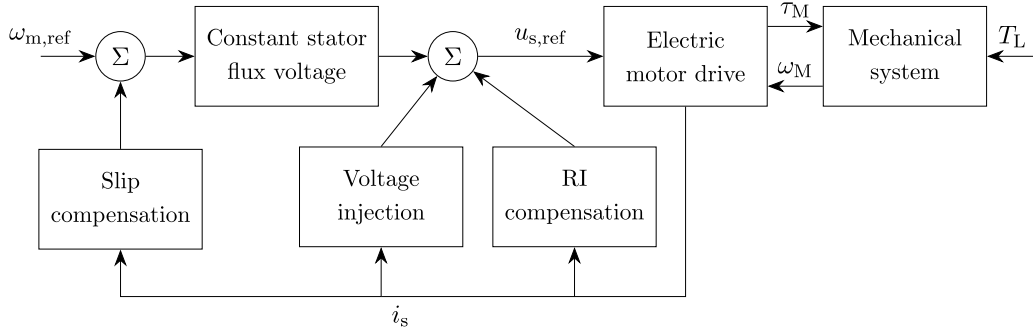 ω_m,ref
Σ
Constant stator
flux voltage
Σ
u_s,ref
Electric
motor drive
τ_M
ω_M
Mechanical
system
T_L
Slip
compensation
Voltage
injection
RI
compensation
i_s